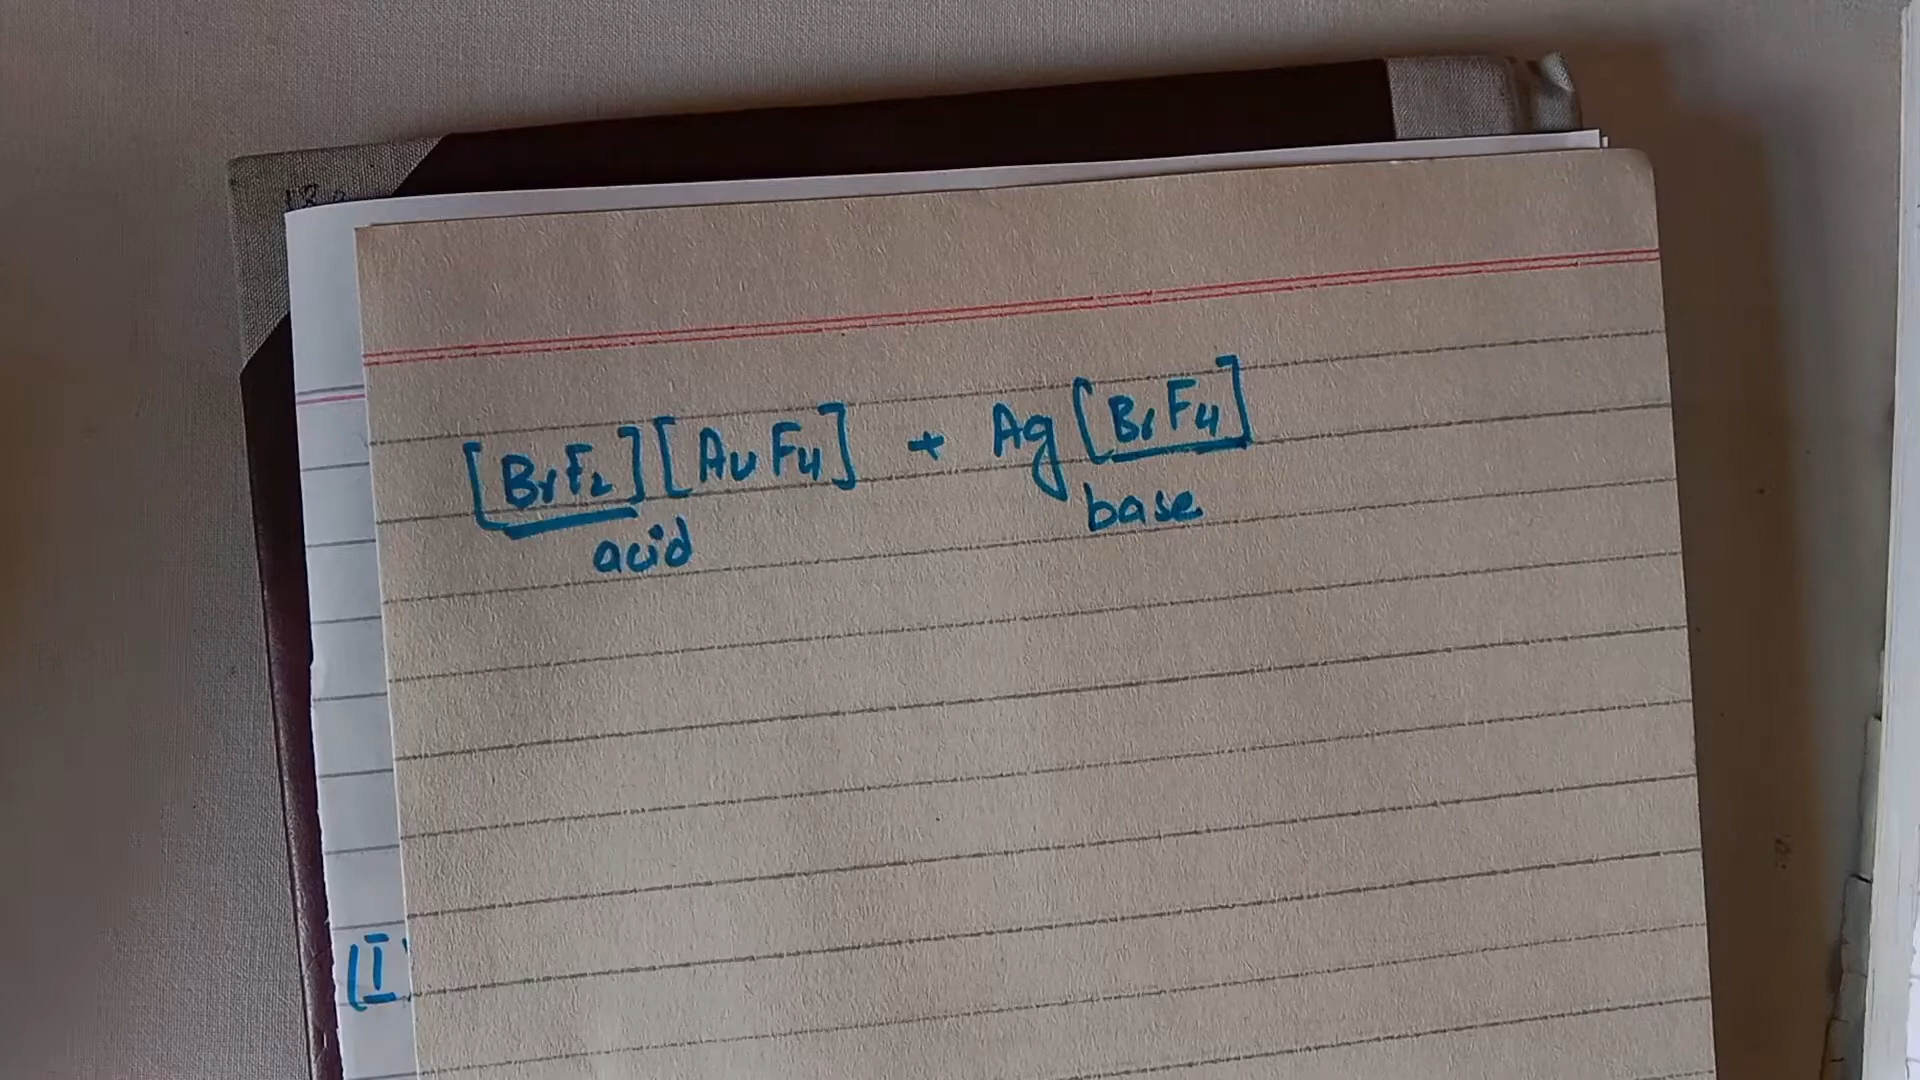 [BrF₂][AuF₄] + Ag[BrF₄]
acid base
(I)